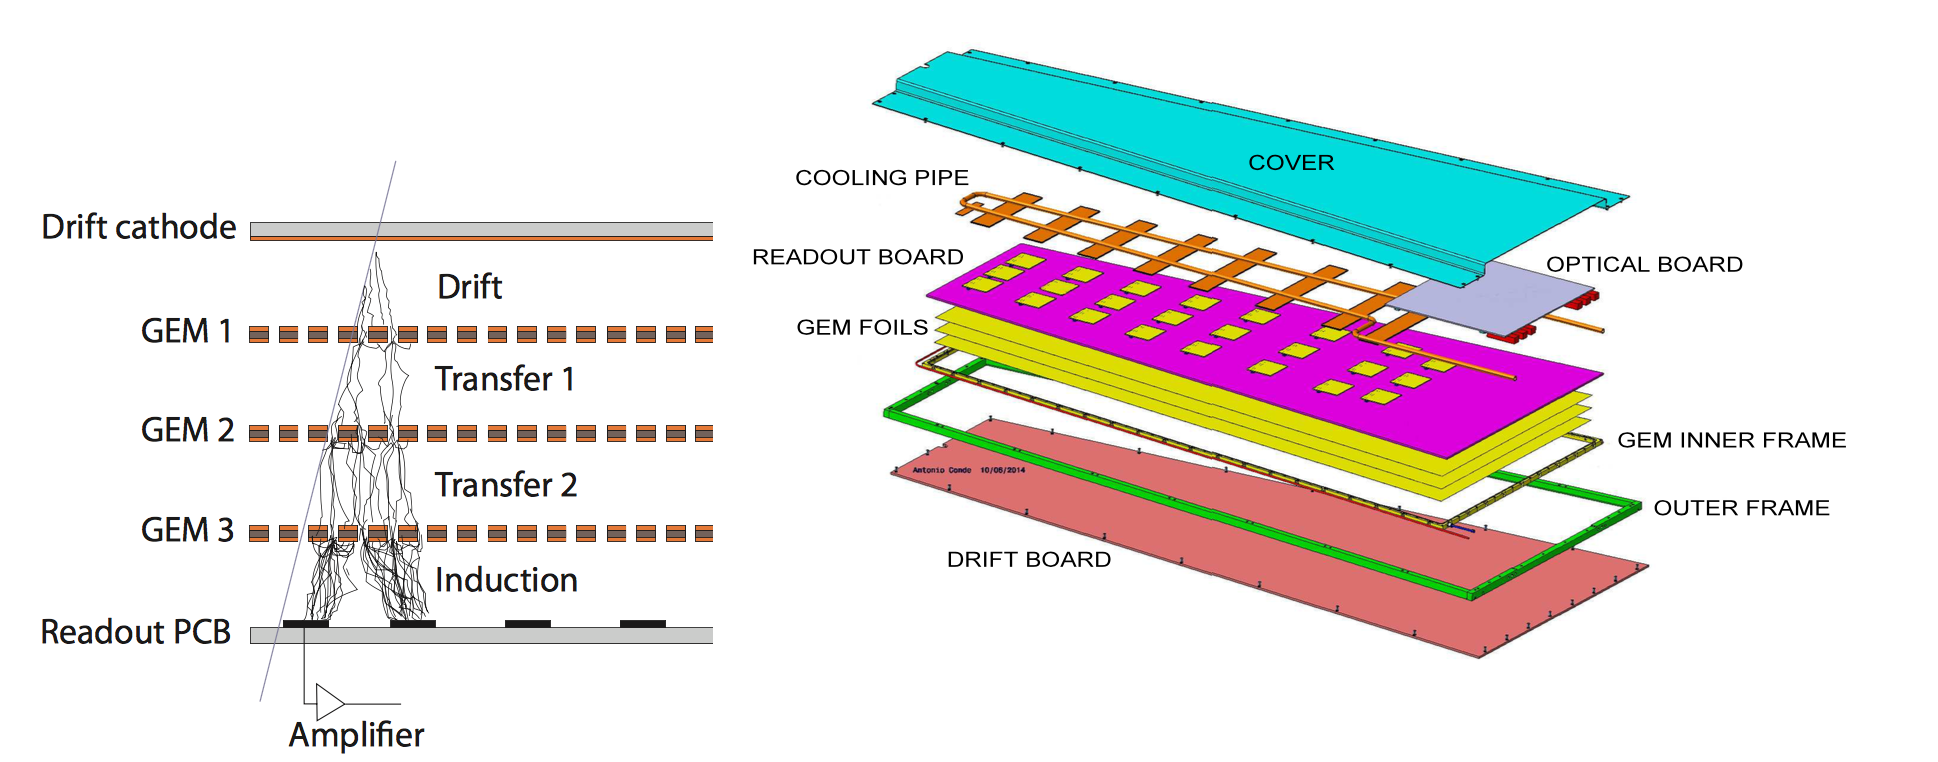 Drift cathode
Drift
GEM 1
Transfer 1
GEM 2
Transfer 2
GEM 3
Induction
Readout PCB
Amplifier
COVER
COOLING PIPE
READOUT BOARD
OPTICAL BOARD
GEM FOILS
GEM INNER FRAME
Antonio Conde 10/06/2014
OUTER FRAME
DRIFT BOARD